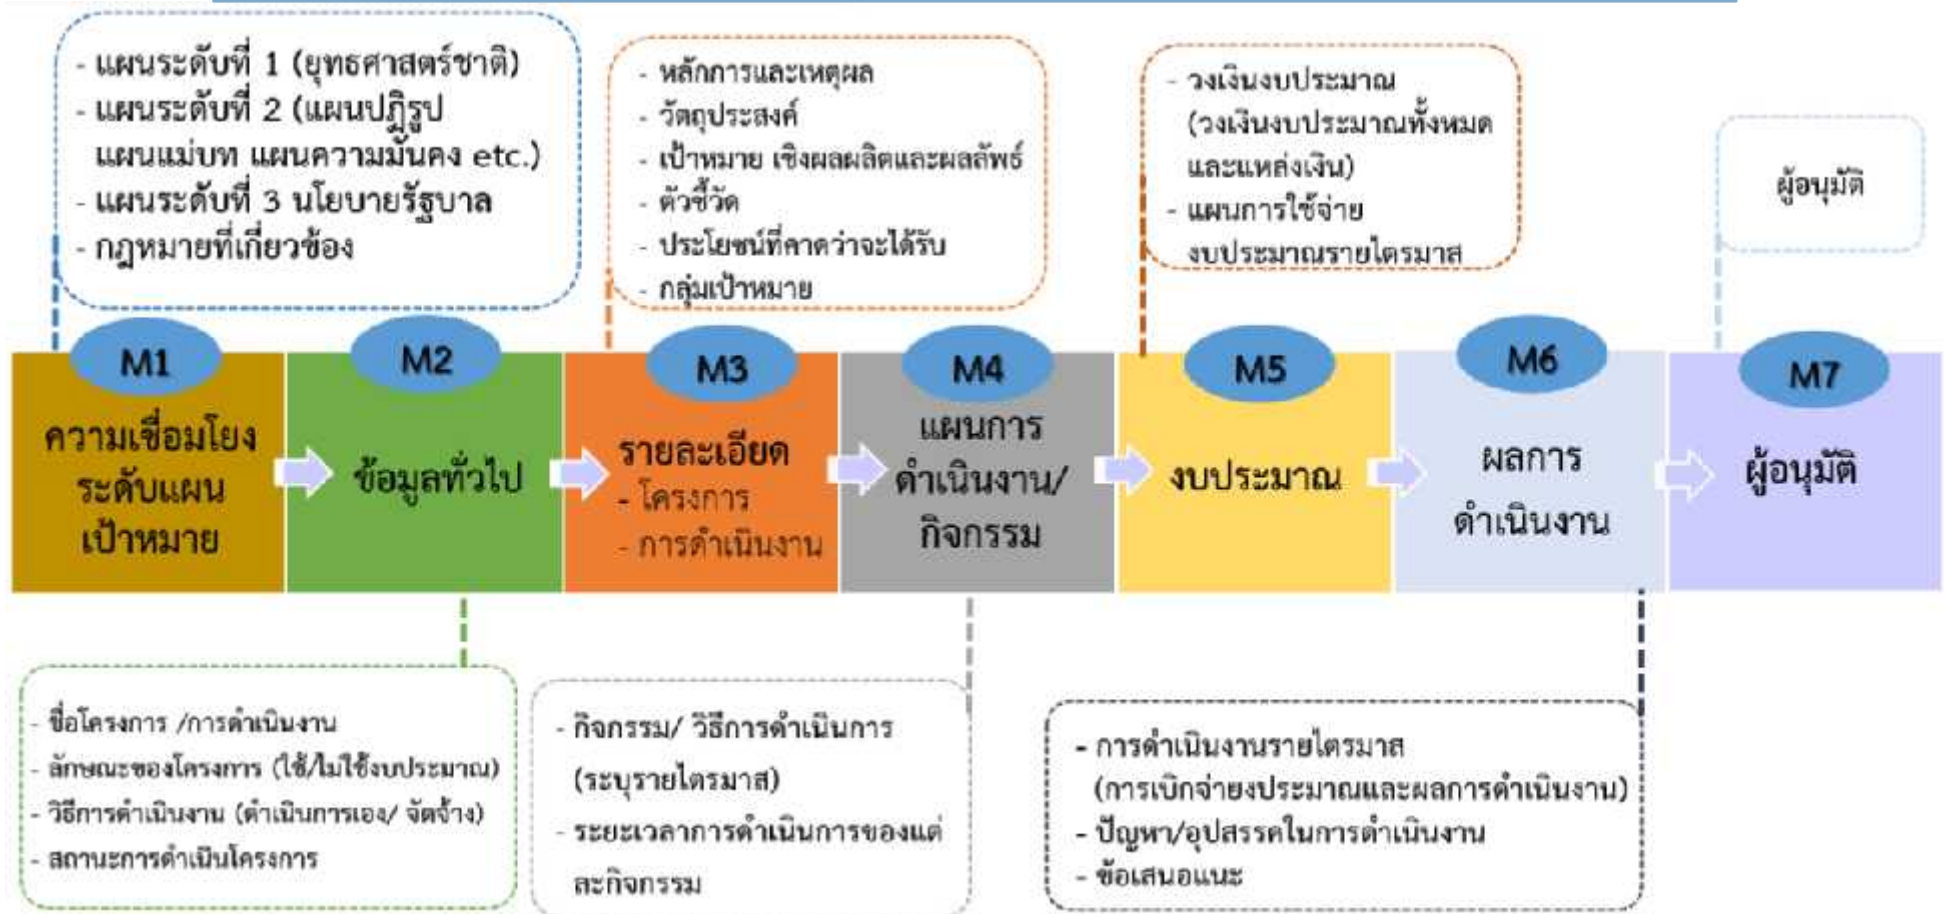 - แผนระดับที่ 1 (ยุทธศาสตร์ชาติ)
- แผนระดับที่ 2 (แผนปฏิรูป
แผนแม่บท แผนความมั่นคง etc.)
- แผนระดับที่ 3 นโยบายรัฐบาล
- กฎหมายที่เกี่ยวข้อง
- หลักการและเหตุผล
- วัตถุประสงค์
- เป้าหมาย เชิงผลผลิตและผลลัพธ์
- ตัวชี้วัด
- ประโยชน์ที่คาดว่าจะได้รับ
- กลุ่มเป้าหมาย
- วงเงินงบประมาณ
(วงเงินงบประมาณทั้งหมด
และแหล่งเงิน)
- แผนการใช้จ่าย
งบประมาณรายไตรมาส
ผู้อนุมัติ
M1
ความเชื่อมโยง
ระดับแผน
เป้าหมาย
M2
ข้อมูลทั่วไป
M3
รายละเอียด
- โครงการ
- การดำเนินงาน
M4
แผนการ
ดำเนินงาน/
กิจกรรม
M5
งบประมาณ
M6
ผลการ
ดำเนินงาน
M7
ผู้อนุมัติ
- ชื่อโครงการ /การดำเนินงาน
- ลักษณะของโครงการ (ใช้/ไม่ใช้งบประมาณ)
- วิธีการดำเนินงาน (ดำเนินการเอง/ จัดจ้าง)
- สถานะการดำเนินโครงการ
- กิจกรรม/ วิธีการดำเนินการ
(ระบุรายไตรมาส)
- ระยะเวลาการดำเนินการของแต่
ละกิจกรรม
- การดำเนินงานรายไตรมาส
(การเบิกจ่ายงประมาณและผลการดำเนินงาน)
- ปัญหา/อุปสรรคในการดำเนินงาน
- ข้อเสนอแนะ